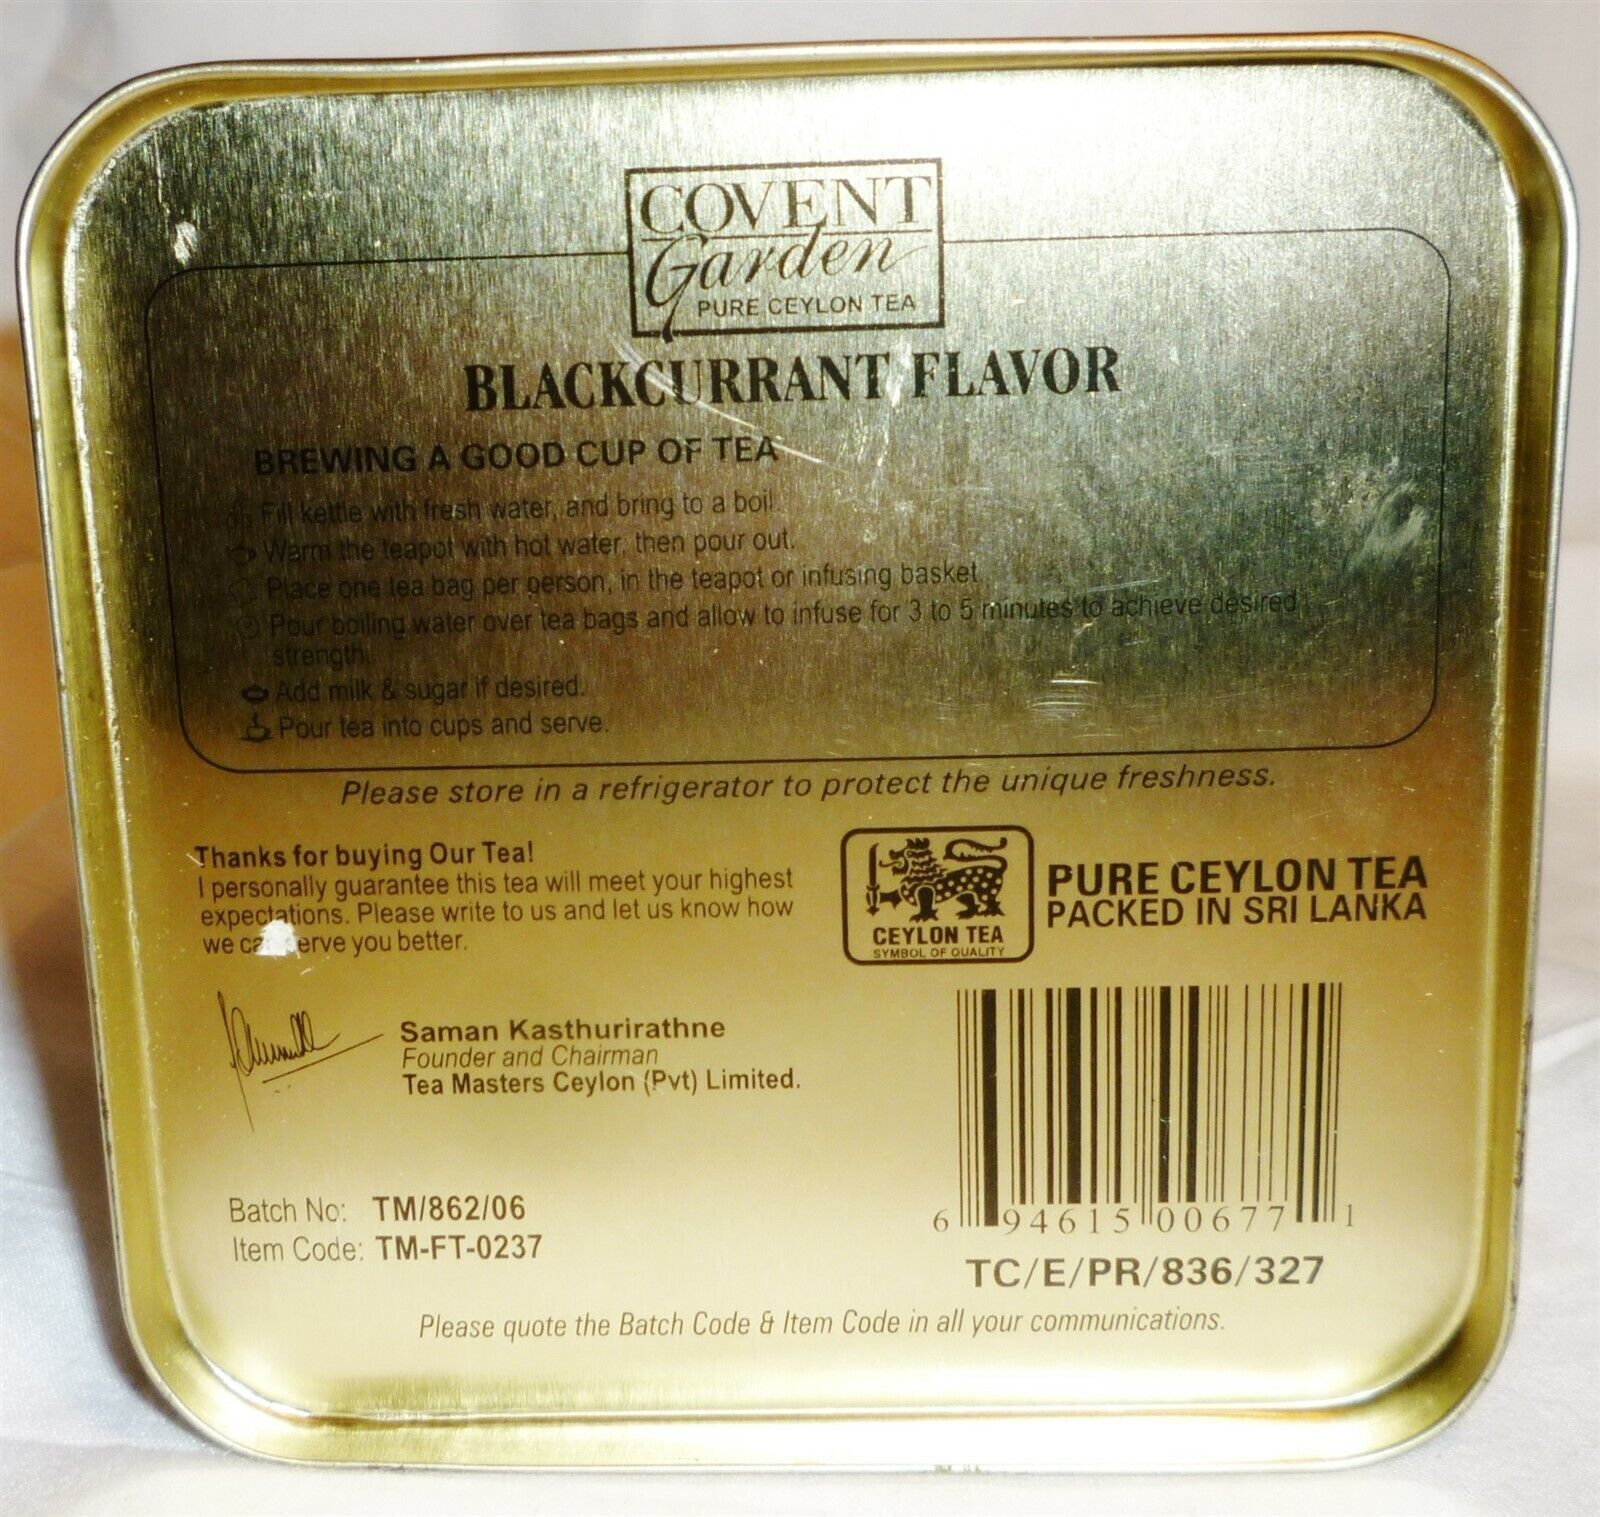 COVENT
Garden
PURE CEYLON TEA
BLACKCURRANT FLAVOR
BREWING A GOOD CUP OF TEA
Fill kettle with fresh water, and bring to a boil
Warm the teapot with hot water, then pour out.
Place one tea bag per person, in the teapot or infusing basket
Pour boiling water over tea bags and allow to infuse for 3 to 5 minutes to achieve desired
strength.
Add milk & sugar if desired.
Pour tea into cups and serve.
Please store in a refrigerator to protect the unique freshness.
Thanks for buying Our Tea!
I personally guarantee this tea will meet your highest
expectations. Please write to us and let us know how
we can serve you better.
CEYLON TEA
SYMBOL OF QUALITY
PURE CEYLON TEA
PACKED IN SRI LANKA
Saman Kasthurirathne
Founder and Chairman
Tea Masters Ceylon (Pvt) Limited.
Batch No: TM/862/06
Item Code: TM-FT-0237
6 94615 00677 1
TC/E/PR/836/327
Please quote the Batch Code & Item Code in all your communications.